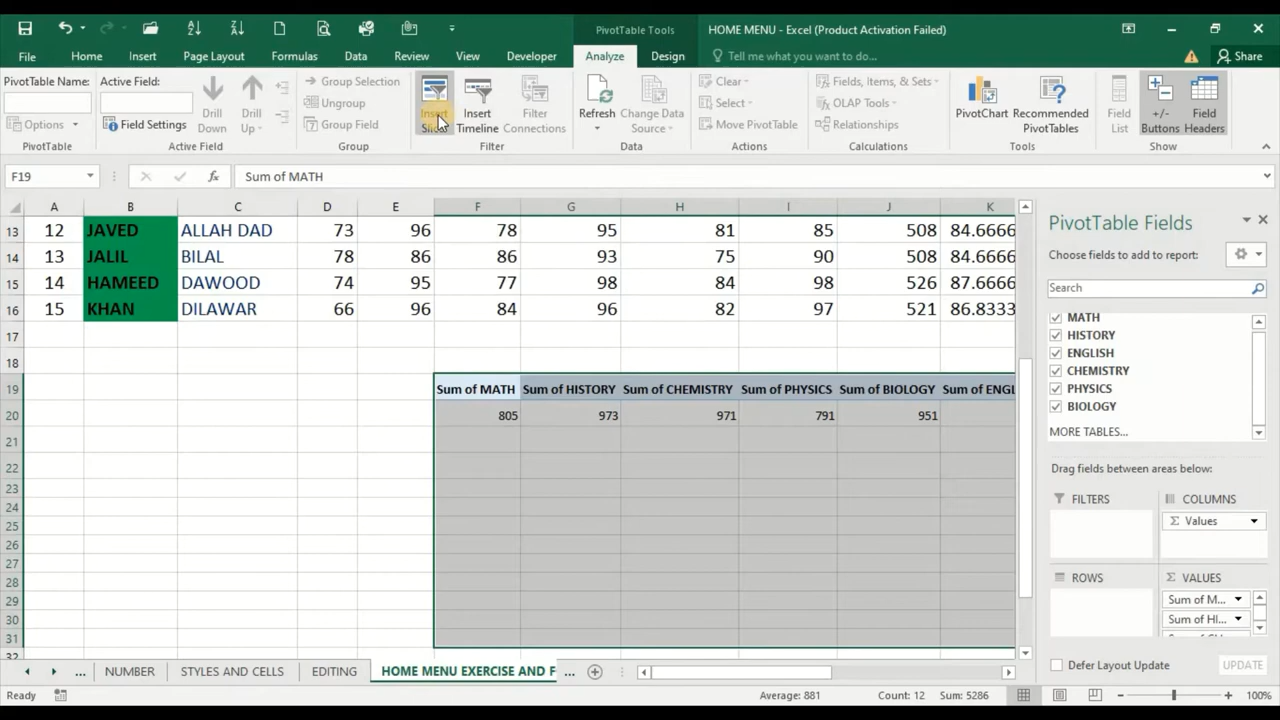 PivotTable Tools
HOME MENU - Excel (Product Activation Failed)
File Home Insert Page Layout Formulas Data Review View Developer Analyze Design Tell me what you want to do... Share
PivotTable Name:
Options
PivotTable
Active Field:
Field Settings
Drill Down
Drill Up
Active Field
Group Selection
Ungroup
Group Field
Group
Insert Slicer
Insert Timeline
Filter Connections
Filter
Refresh
Change Data Source
Data
Clear
Select
Move PivotTable
Actions
Fields, Items, & Sets
OLAP Tools
Relationships
Calculations
PivotChart
Recommended PivotTables
Tools
Field List
+/- Buttons
Field Headers
Show
F19 fx Sum of MATH
A B C D E F G H I J K
13 12 JAVED ALLAH DAD 73 96 78 95 81 85 508 84.6666
14 13 JALIL BILAL 78 86 86 93 75 90 508 84.6666
15 14 HAMEED DAWOOD 74 95 77 98 84 98 526 87.6666
16 15 KHAN DILAWAR 66 96 84 96 82 97 521 86.8333
17
18
19 Sum of MATH Sum of HISTORY Sum of CHEMISTRY Sum of PHYSICS Sum of BIOLOGY Sum of ENGL
20 805 973 971 791 951
21
22
23
24
25
26
27
28
29
30
31
32
PivotTable Fields
Choose fields to add to report:
Search
MATH
HISTORY
ENGLISH
CHEMISTRY
PHYSICS
BIOLOGY
MORE TABLES...
Drag fields between areas below:
FILTERS
COLUMNS
Σ Values
ROWS
Σ VALUES
Sum of M...
Sum of HI...
Defer Layout Update UPDATE
... NUMBER STYLES AND CELLS EDITING HOME MENU EXERCISE AND F ...
Ready Average: 881 Count: 12 Sum: 5286 100%